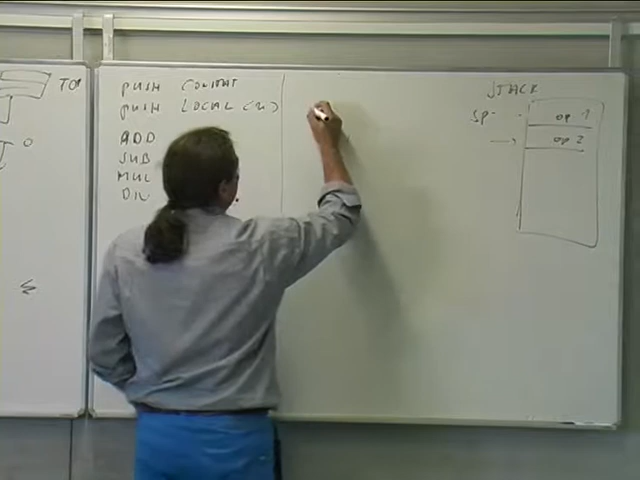 TO
PUSH CONSTANT
PUSH LOCAL (n)
ADD
SUB
MUL
DIV
STACK
SP
op 1
op 2